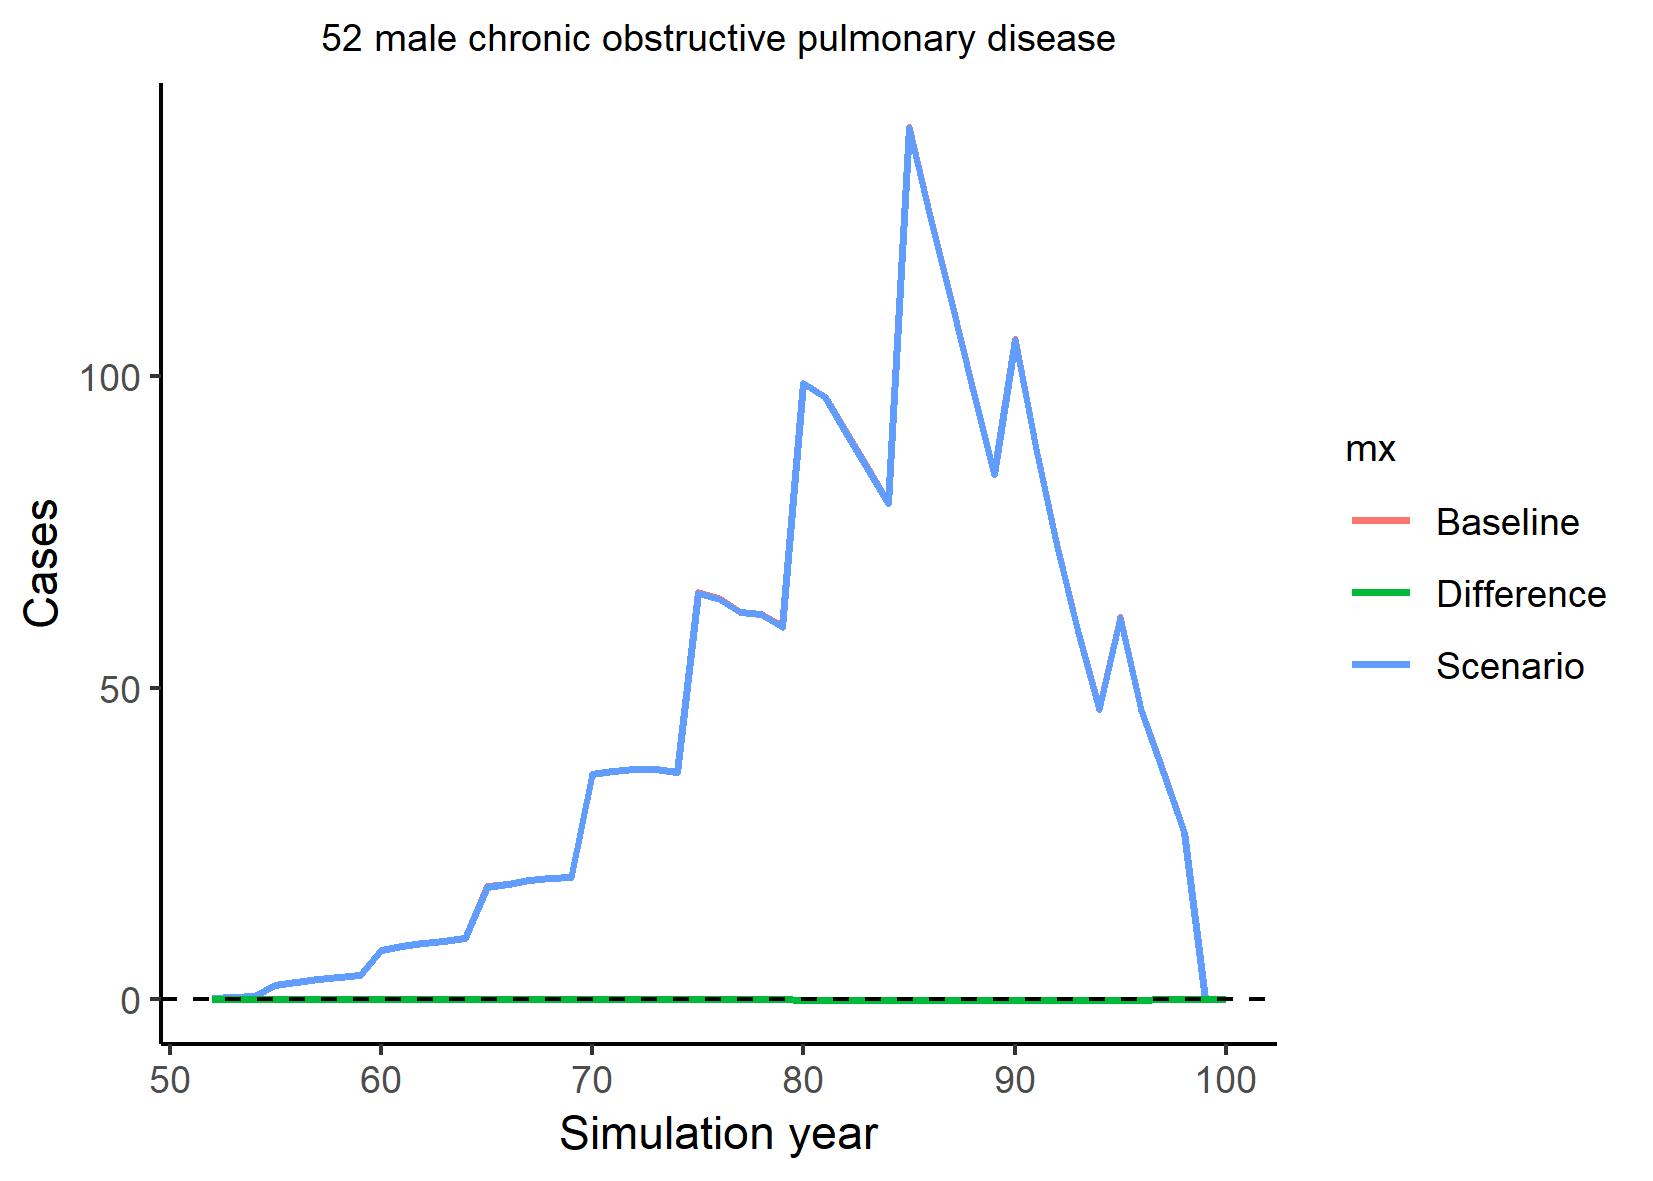 52 male chronic obstructive pulmonary disease
Cases
100
50
0
50 60 70 80 90 100
Simulation year
mx
Baseline
Difference
Scenario